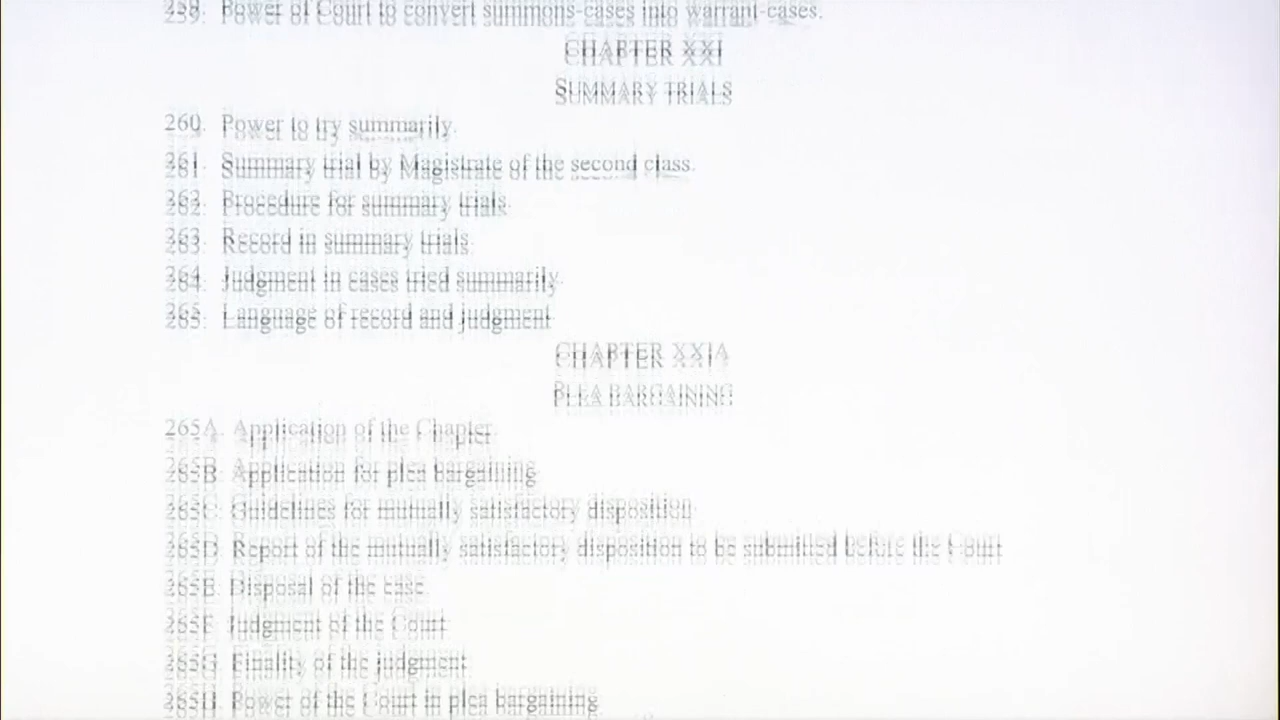 259. Power of Court to convert summons-cases into warrant-cases.
CHAPTER XXI
SUMMARY TRIALS
260. Power to try summarily.
261. Summary trial by Magistrate of the second class.
262. Procedure for summary trials.
263. Record in summary trials.
264. Judgment in cases tried summarily.
265. Language of record and judgment
CHAPTER XXIA
PLEA BARGAINING
265A. Application of the Chapter.
265B. Application for plea bargaining.
265C. Guidelines for mutually satisfactory disposition.
265D. Report of the mutually satisfactory disposition to be submitted before the Court.
265E. Disposal of the case.
265F. Judgment of the Court.
265G. Finality of the judgment.
265H. Power of the Court in plea bargaining.